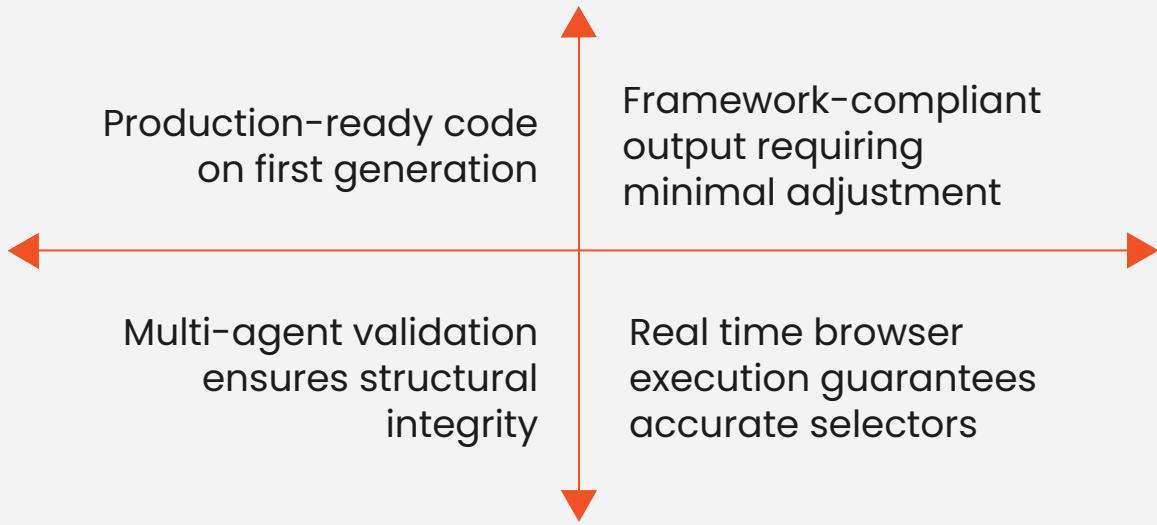 Production-ready code
on first generation
Framework-compliant
output requiring
minimal adjustment
Multi-agent validation
ensures structural
integrity
Real time browser
execution guarantees
accurate selectors